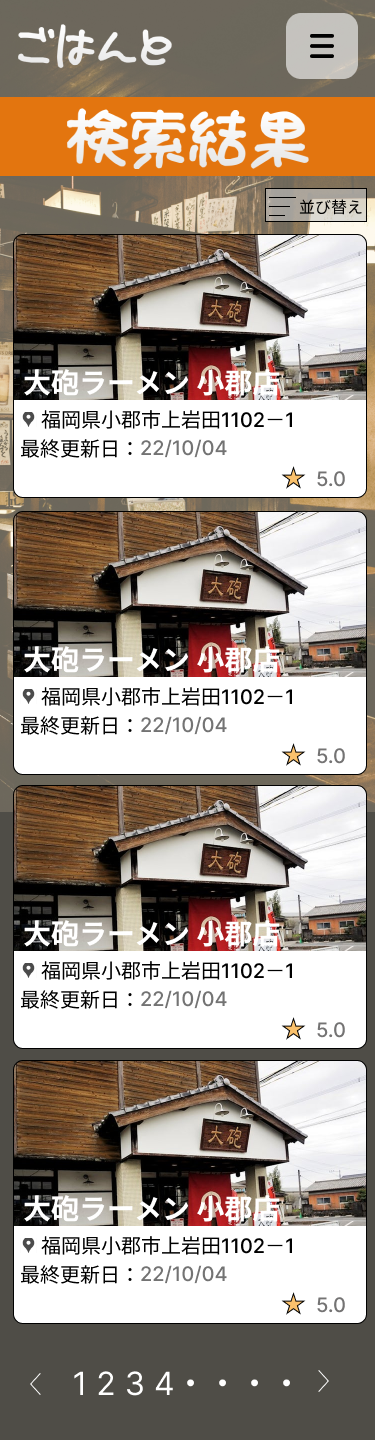 ごはんと
検索結果
並び替え
大砲
大砲ラーメン 小郡店
福岡県小郡市上岩田1102－1
最終更新日：22/10/04
5.0
大砲
大砲ラーメン 小郡店
福岡県小郡市上岩田1102－1
最終更新日：22/10/04
5.0
大砲
大砲ラーメン 小郡店
福岡県小郡市上岩田1102－1
最終更新日：22/10/04
5.0
大砲
大砲ラーメン 小郡店
福岡県小郡市上岩田1102－1
最終更新日：22/10/04
5.0
〈 1 2 3 4・・・・ 〉